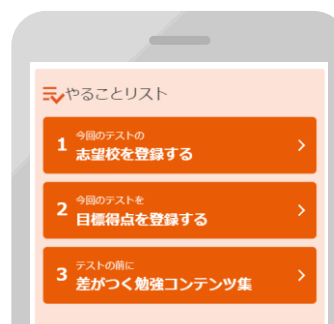 やることリスト
1 今回のテストの
志望校を登録する
2 今回のテストを
目標得点を登録する
3 テストの前に
差がつく勉強コンテンツ集